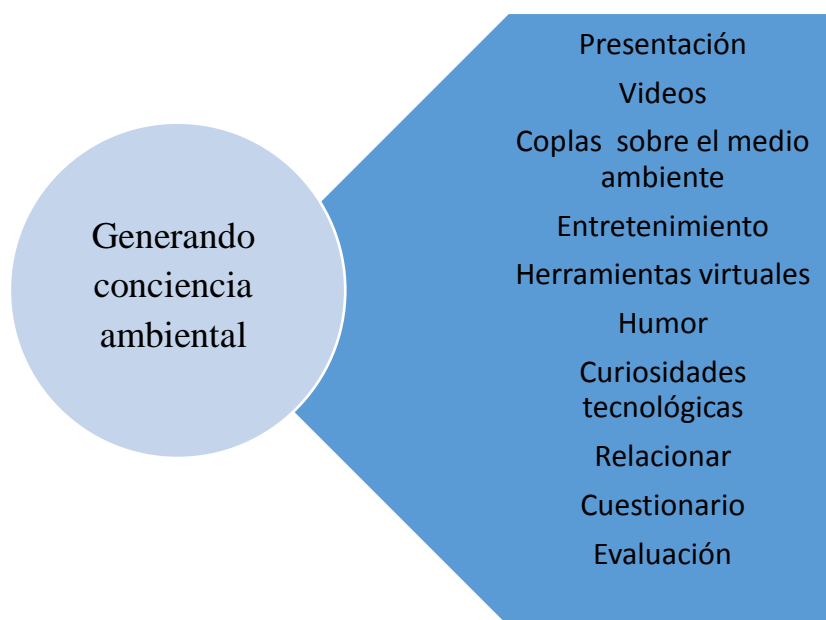 Generando
conciencia
ambiental
Presentación
Videos
Coplas  sobre el medio
ambiente
Entretenimiento
Herramientas virtuales
Humor
Curiosidades
tecnológicas
Relacionar
Cuestionario
Evaluación